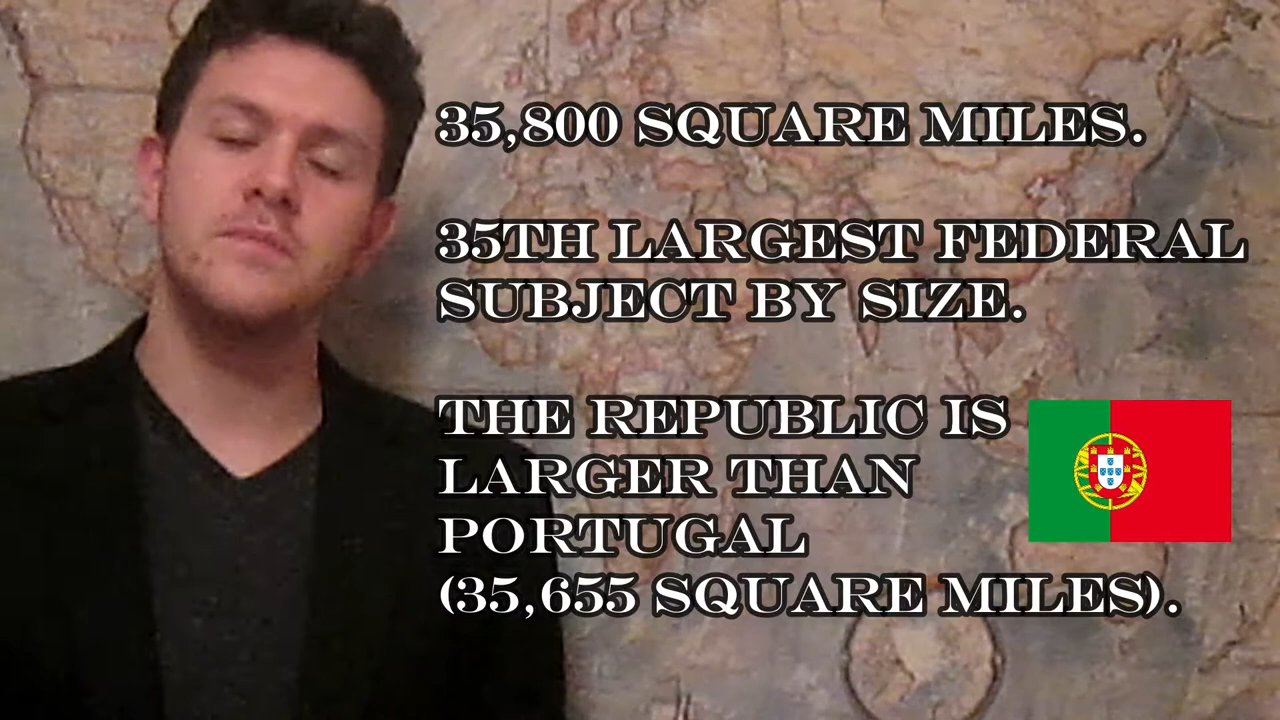 35,800 SQUARE MILES.
35TH LARGEST FEDERAL
SUBJECT BY SIZE.
THE REPUBLIC IS
LARGER THAN
PORTUGAL
(35,655 SQUARE MILES).